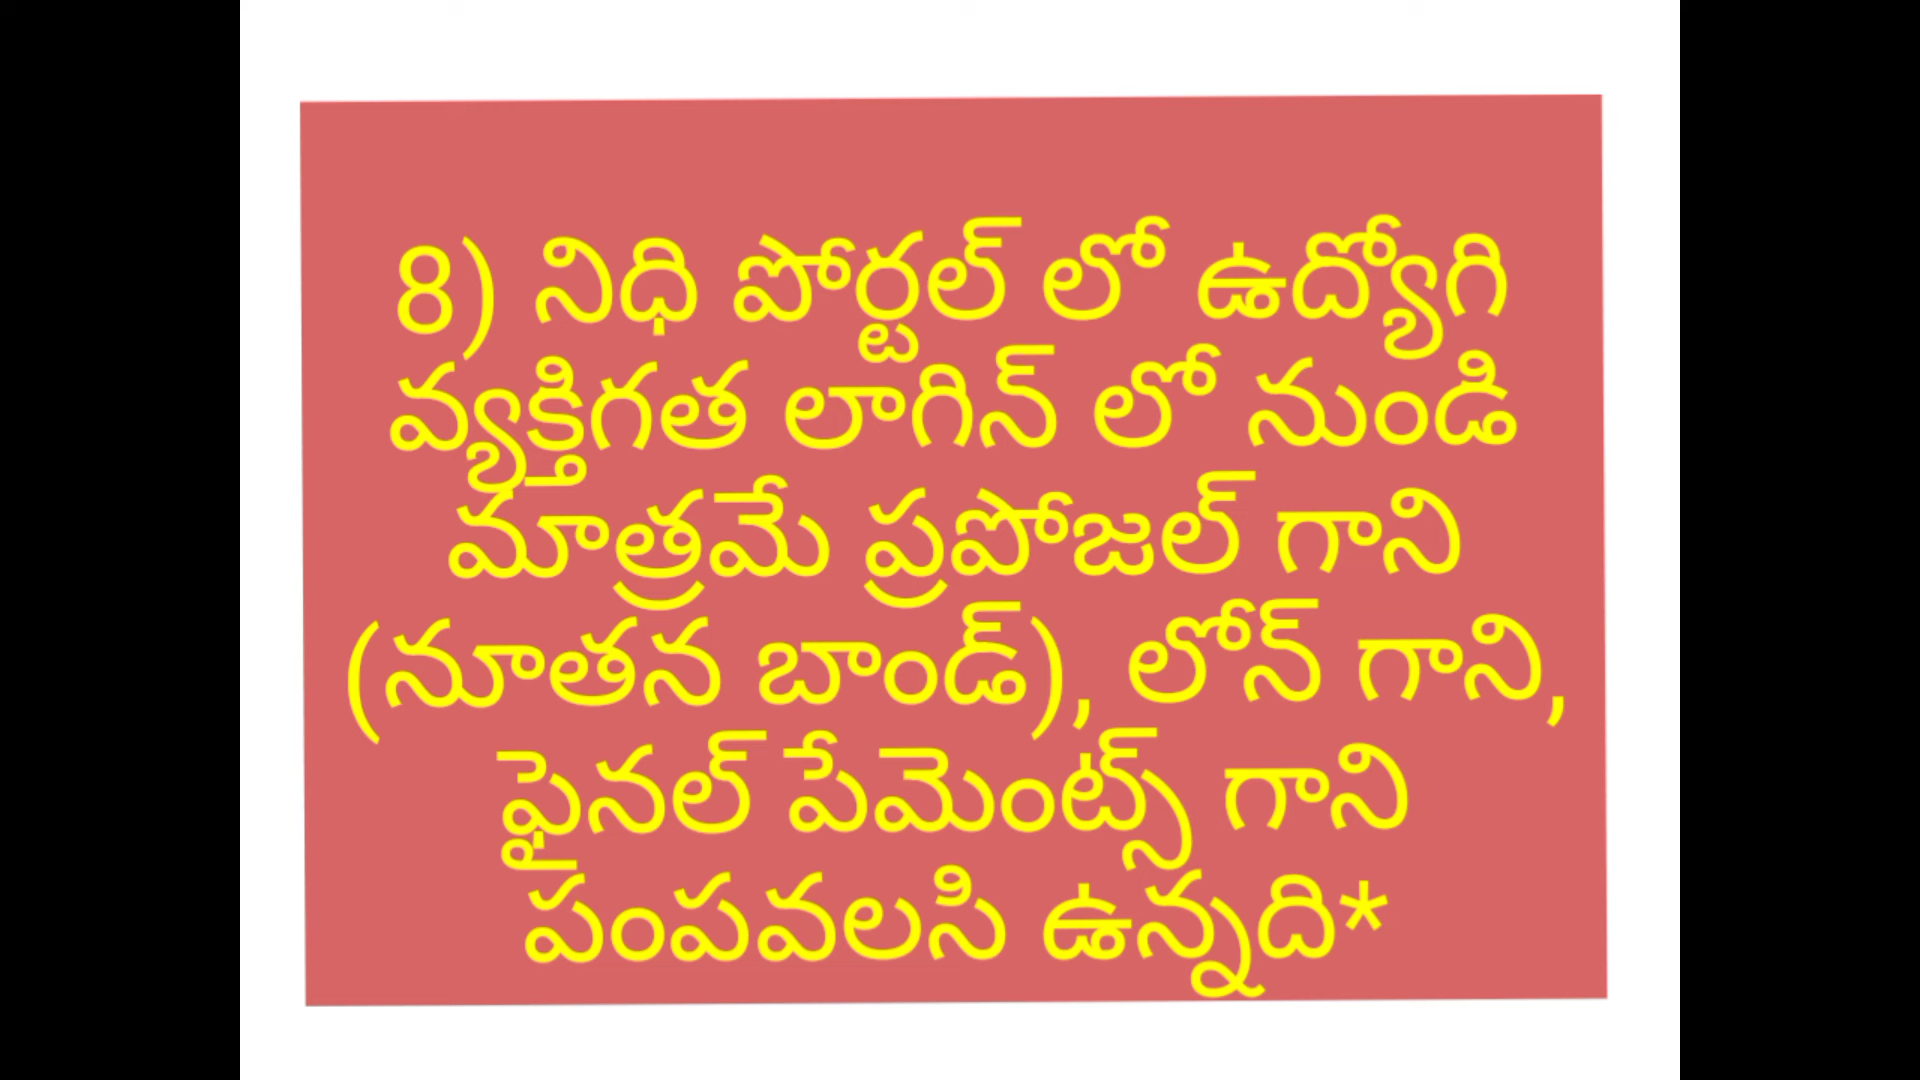 8) నిధి పోర్టల్ లో ఉద్యోగి
వ్యక్తిగత లాగిన్ లో నుండి
మాత్రమే ప్రపోజల్ గాని
(నూతన బాండ్), లోన్ గాని,
ఫైనల్ పేమెంట్స్ గాని
పంపవలసి ఉన్నది*